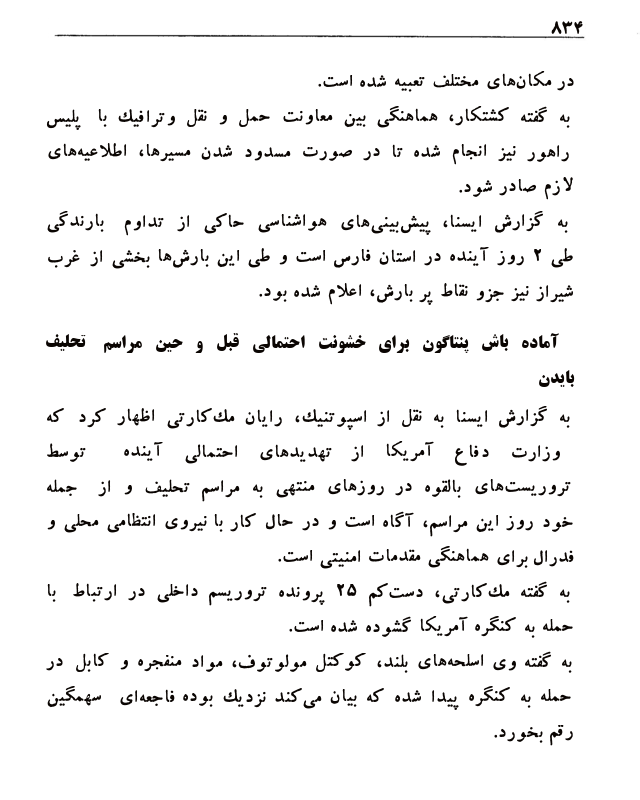 ۸۳۴
در مکان‌های مختلف تعبیه شده است.
به گفته کشتکار، هماهنگی بین معاونت حمل و نقل وترافیك با پلیس
راهور نیز انجام شده تا در صورت مسدود شدن مسیرها، اطلاعیه‌های
لازم صادر شود.
به گزارش ایسنا، پیش‌بینی‌های هواشناسی حاکی از تداوم بارندگی
طی ۲ روز آینده در استان فارس است و طی این بارش‌ها بخشی از غرب
شیراز نیز جزو نقاط پر بارش، اعلام شده بود.
آماده باش پنتاگون برای خشونت احتمالی قبل و حین مراسم تحلیف
بایدن
به گزارش ایسنا به نقل از اسپوتنیك، رایان مك‌کارتی اظهار کرد که
وزارت دفاع آمریکا از تهدیدهای احتمالی آینده توسط
تروریست‌های بالقوه در روزهای منتهی به مراسم تحلیف و از جمله
خود روز این مراسم، آگاه است و در حال کار با نیروی انتظامی محلی و
فدرال برای هماهنگی مقدمات امنیتی است.
به گفته مك‌کارتی، دست‌کم ۲۵ پرونده تروریسم داخلی در ارتباط با
حمله به کنگره آمریکا گشوده شده است.
به گفته وی اسلحه‌های بلند، کوکتل مولوتوف، مواد منفجره و کابل در
حمله به کنگره پیدا شده که بیان می‌کند نزدیك بوده فاجعه‌ای سهمگین
رقم بخورد.